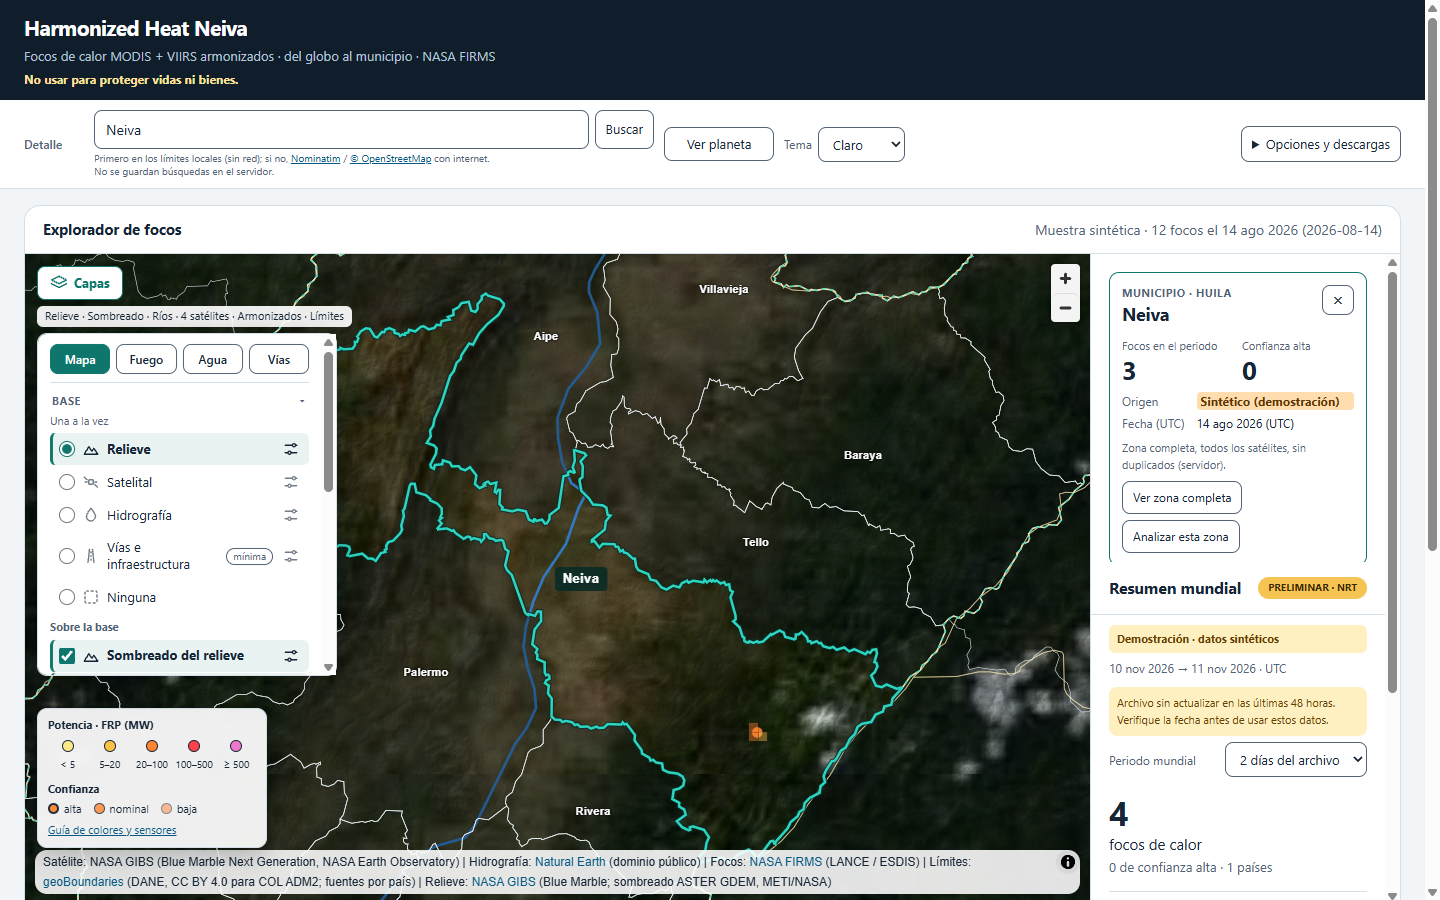 Harmonized Heat Neiva
Focos de calor MODIS + VIIRS armonizados · del globo al municipio · NASA FIRMS
No usar para proteger vidas ni bienes.
Detalle
Neiva
Buscar
Primero en los límites locales (sin red); si no, Nominatim / © OpenStreetMap con internet.
No se guardan búsquedas en el servidor.
Ver planeta
Tema
Claro
▶ Opciones y descargas
Explorador de focos
Muestra sintética · 12 focos el 14 ago 2026 (2026-08-14)
Capas
Relieve · Sombreado · Ríos · 4 satélites · Armonizados · Límites
Mapa
Fuego
Agua
Vías
BASE
Una a la vez
Relieve
Satelital
Hidrografía
Vías e
infraestructura
mínima
Ninguna
Sobre la base
Sombreado del relieve
Potencia · FRP (MW)
< 5
5–20
20–100
100–500
≥ 500
Confianza
alta
nominal
baja
Guía de colores y sensores
Villavieja
Aipe
Baraya
Tello
Neiva
Palermo
Rivera
+
−
Satélite: NASA GIBS (Blue Marble Next Generation, NASA Earth Observatory) | Hidrografía: Natural Earth (dominio público) | Focos: NASA FIRMS (LANCE / ESDIS) | Límites:
geoBoundaries (DANE, CC BY 4.0 para COL ADM2; fuentes por país) | Relieve: NASA GIBS (Blue Marble; sombreado ASTER GDEM, METI/NASA)
MUNICIPIO · HUILA
Neiva
×
Focos en el periodo
Confianza alta
3
0
Origen
Sintético (demostración)
Fecha (UTC)
14 ago 2026 (UTC)
Zona completa, todos los satélites, sin
duplicados (servidor).
Ver zona completa
Analizar esta zona
Resumen mundial
PRELIMINAR · NRT
Demostración · datos sintéticos
10 nov 2026 → 11 nov 2026 · UTC
Archivo sin actualizar en las últimas 48 horas.
Verifique la fecha antes de usar estos datos.
Periodo mundial
2 días del archivo
4
focos de calor
0 de confianza alta · 1 países